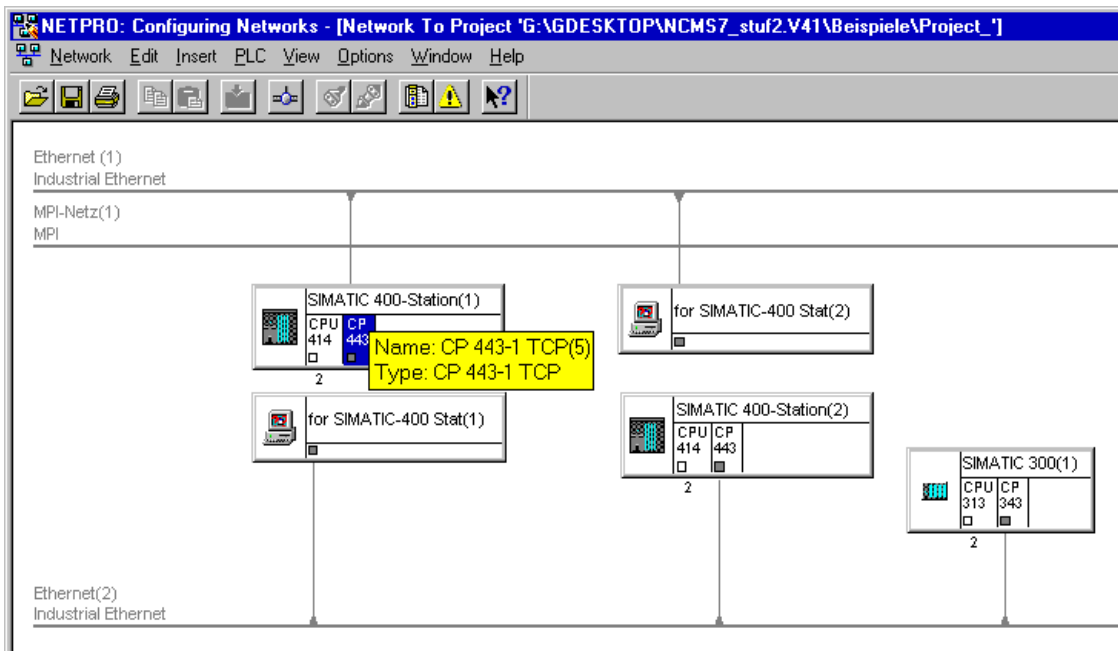 NETPRO: Configuring Networks - [Network To Project 'G:\GDESKTOP\NCMS7_stuf2.V41\Beispiele\Project_']
Network Edit Insert PLC View Options Window Help
Ethernet (1)
Industrial Ethernet
MPI-Netz(1)
MPI
SIMATIC 400-Station(1)
CPU CP
414 443
2
Name: CP 443-1 TCP(5)
Type: CP 443-1 TCP
for SIMATIC-400 Stat(2)
for SIMATIC-400 Stat(1)
SIMATIC 400-Station(2)
CPU CP
414 443
2
SIMATIC 300(1)
CPU CP
313 343
2
Ethernet(2)
Industrial Ethernet